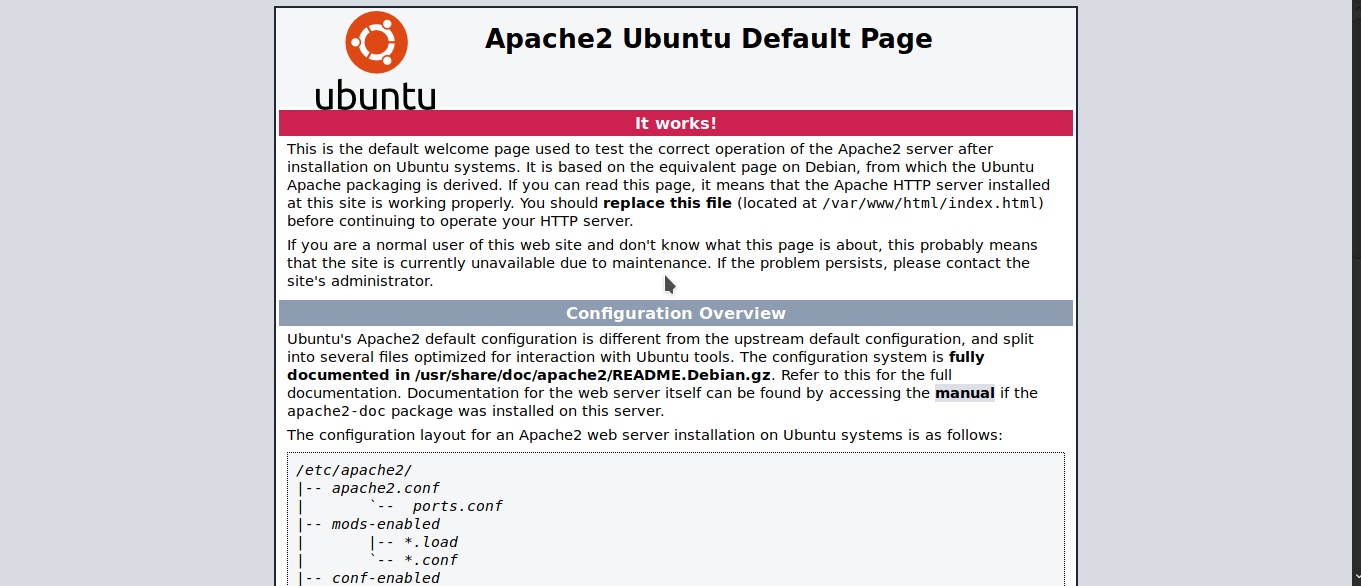 Apache2 Ubuntu Default Page
ubuntu
It works!
This is the default welcome page used to test the correct operation of the Apache2 server after
installation on Ubuntu systems. It is based on the equivalent page on Debian, from which the Ubuntu
Apache packaging is derived. If you can read this page, it means that the Apache HTTP server installed
at this site is working properly. You should replace this file (located at /var/www/html/index.html)
before continuing to operate your HTTP server.
If you are a normal user of this web site and don't know what this page is about, this probably means
that the site is currently unavailable due to maintenance. If the problem persists, please contact the
site's administrator.
Configuration Overview
Ubuntu's Apache2 default configuration is different from the upstream default configuration, and split
into several files optimized for interaction with Ubuntu tools. The configuration system is fully
documented in /usr/share/doc/apache2/README.Debian.gz. Refer to this for the full
documentation. Documentation for the web server itself can be found by accessing the manual if the
apache2-doc package was installed on this server.
The configuration layout for an Apache2 web server installation on Ubuntu systems is as follows:
/etc/apache2/
|-- apache2.conf
|       `--  ports.conf
|-- mods-enabled
|       |-- *.load
|       `-- *.conf
|-- conf-enabled